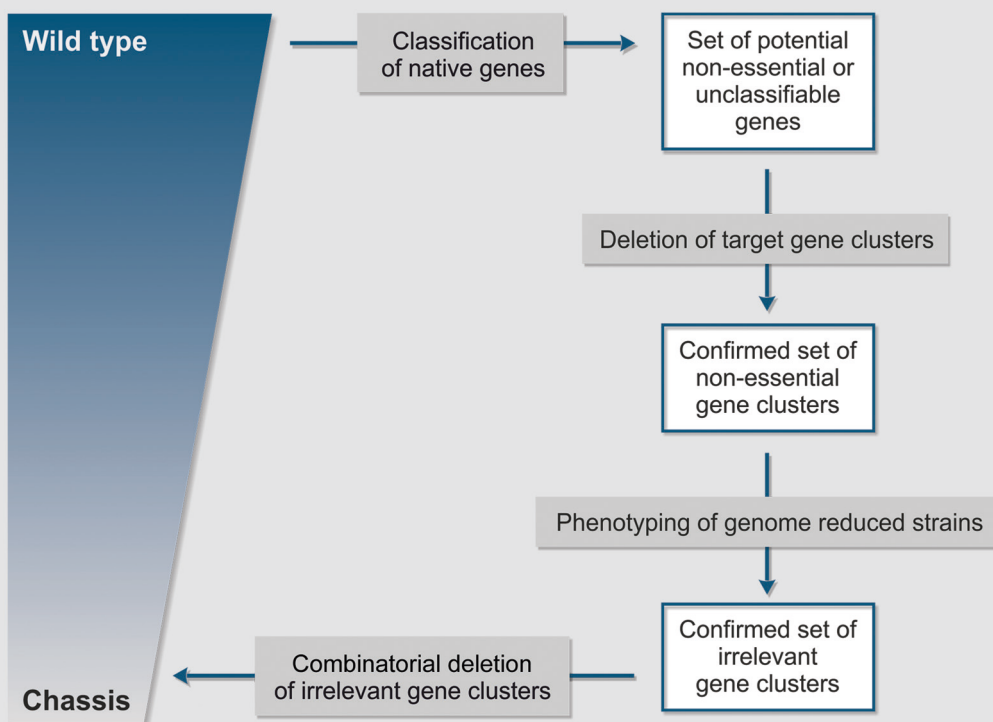 Wild type
Classification
of native genes
Set of potential
non-essential or
unclassifiable
genes
Deletion of target gene clusters
Confirmed set of
non-essential
gene clusters
Phenotyping of genome reduced strains
Confirmed set of
irrelevant
gene clusters
Combinatorial deletion
of irrelevant gene clusters
Chassis